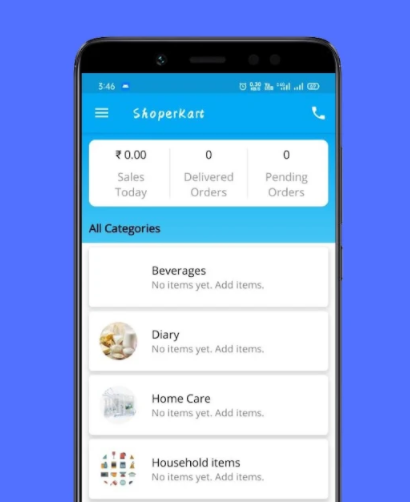 3:46
ShoperKart
₹ 0.00
0
0
Sales Today
Delivered Orders
Pending Orders
All Categories
Beverages
No items yet. Add items.
Diary
No items yet. Add items.
Home Care
No items yet. Add items.
Household items
No items yet. Add items.